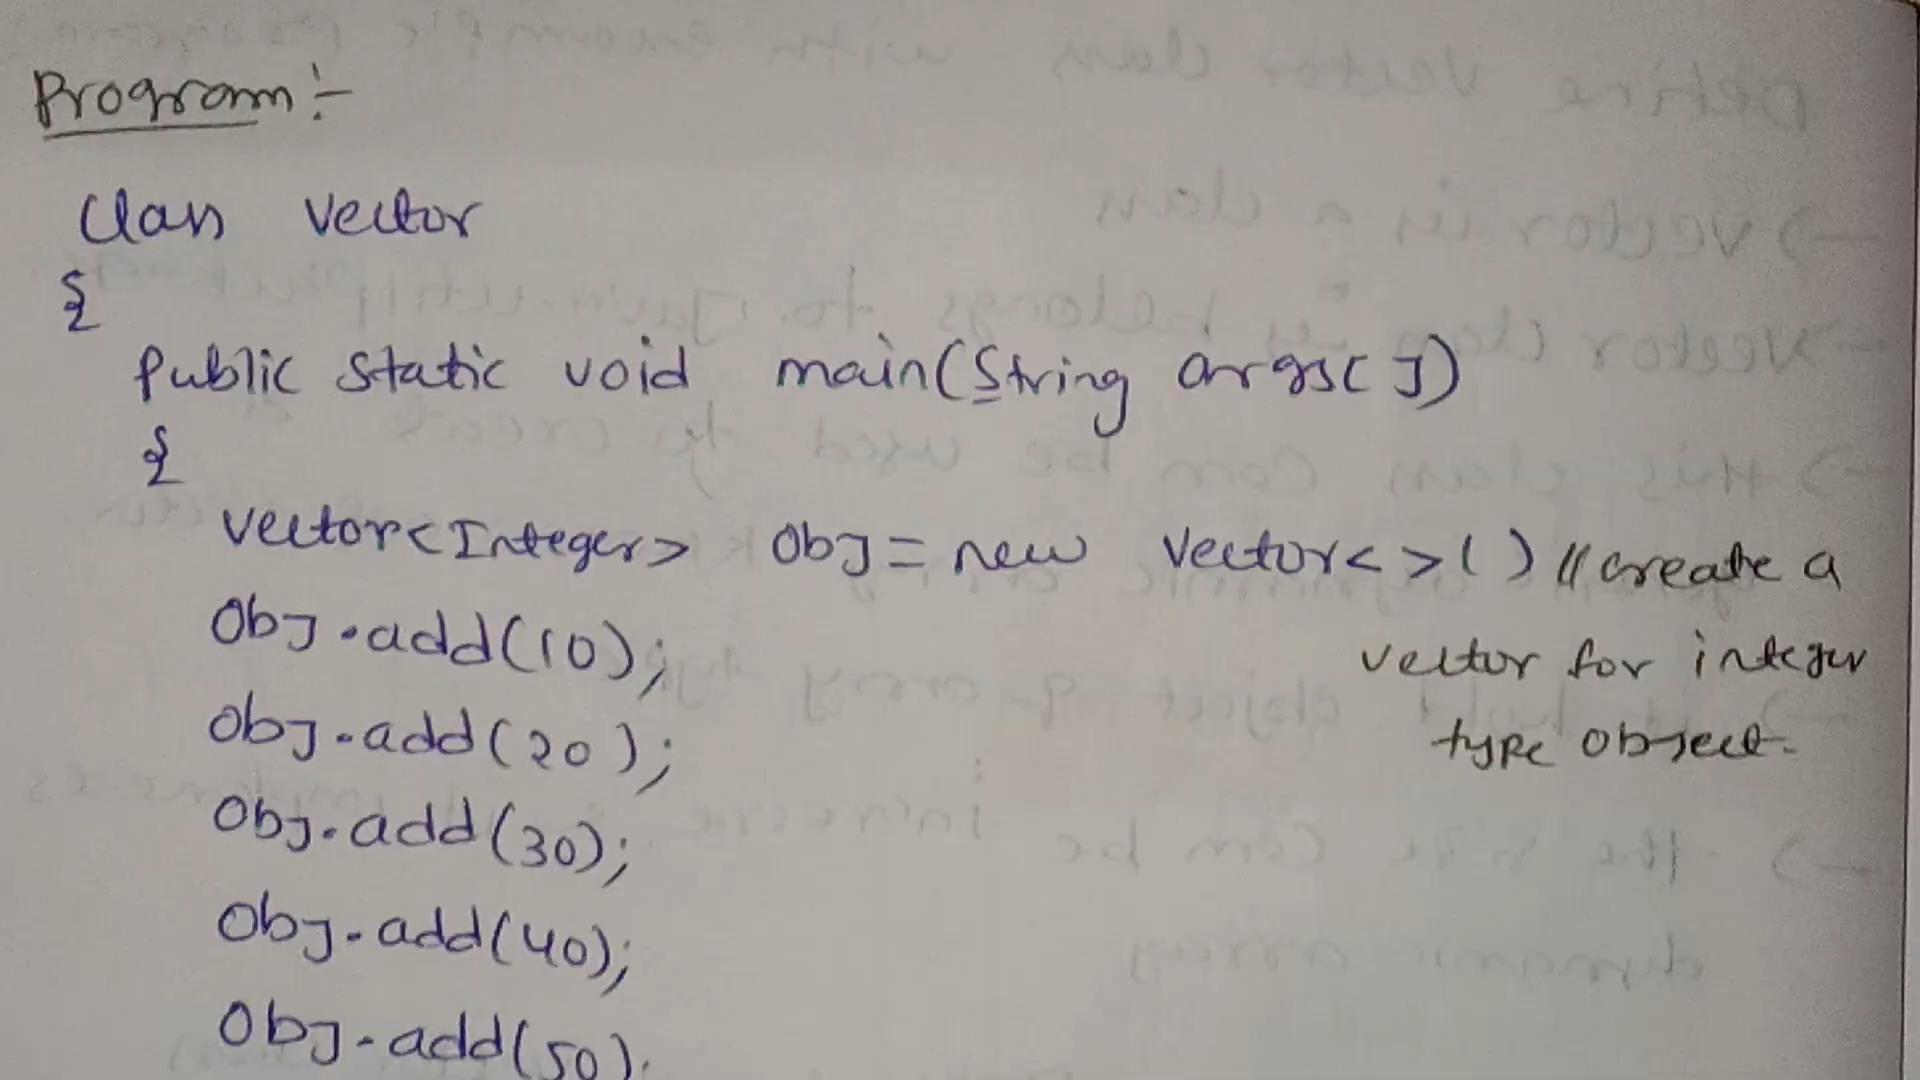 Program:-
class vector
{
public static void main(String args[])
{
vector<Integer> obj = new vector<>() //create a
vector for integer
type object.
obj.add(10);
obj.add(20);
obj.add(30);
obj.add(40);
obj.add(50).